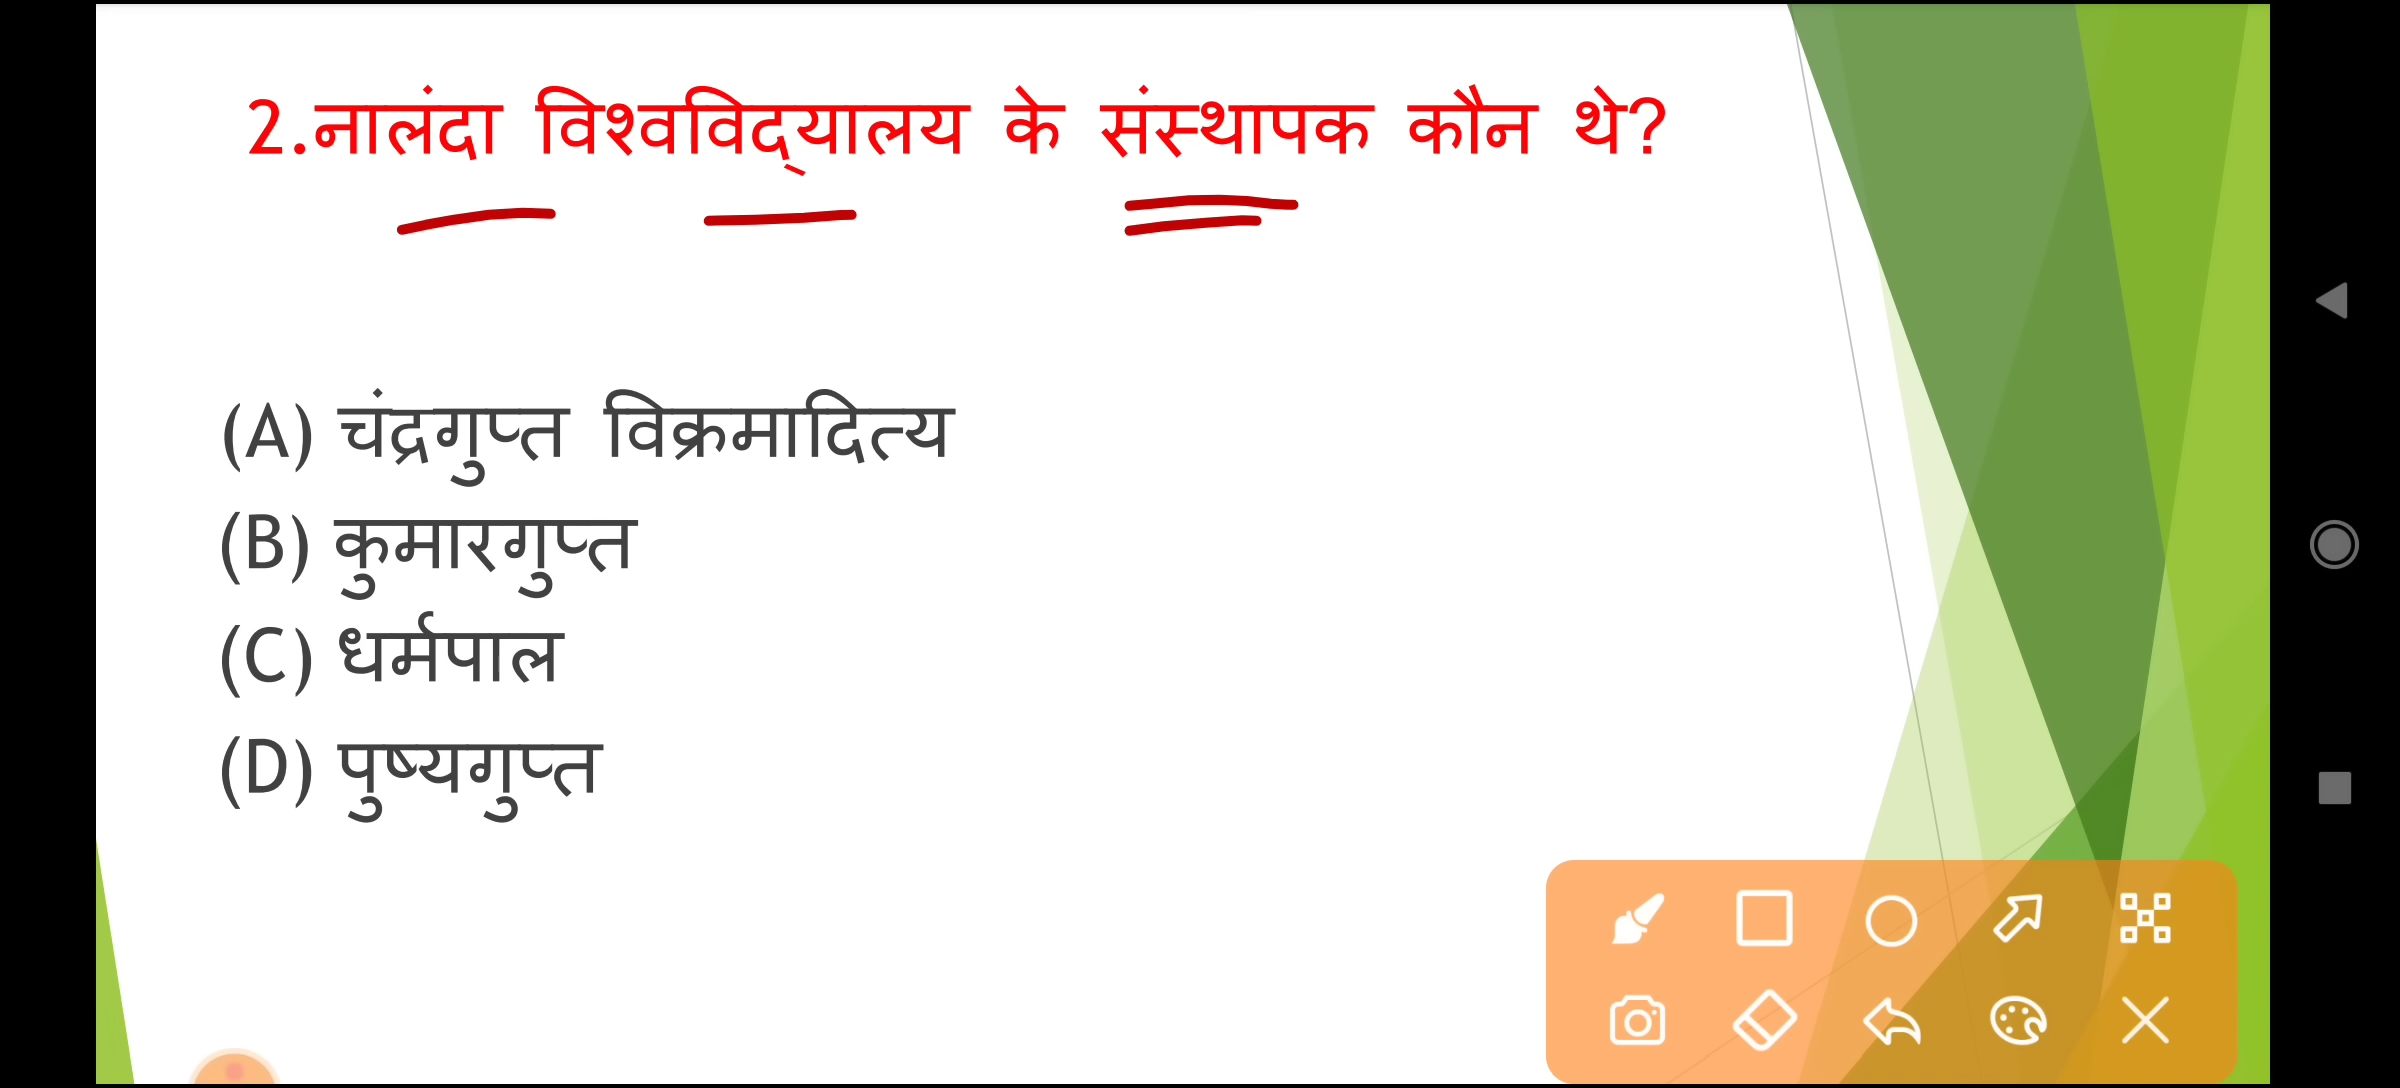 2.नालंदा विश्वविद्यालय के संस्थापक कौन थे?
(A) चंद्रगुप्त विक्रमादित्य
(B) कुमारगुप्त
(C) धर्मपाल
(D) पुष्यगुप्त